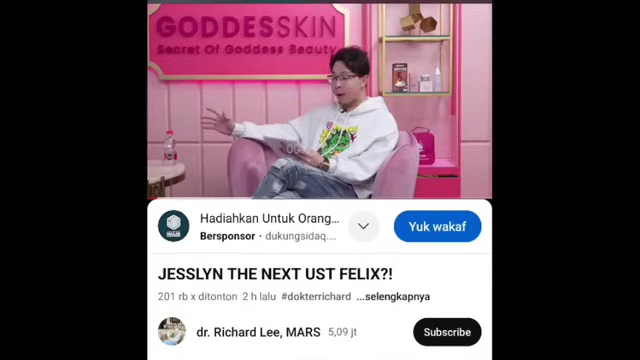 GODDESSKIN
Secret Of Goddess Beauty
Hadiahkan Untuk Orang...
Bersponsor • dukungsidaq....
Yuk wakaf
JESSLYN THE NEXT UST FELIX?!
201 rb x ditonton 2 h lalu #dokterrichard ...selengkapnya
dr. Richard Lee, MARS 5,09 jt
Subscribe